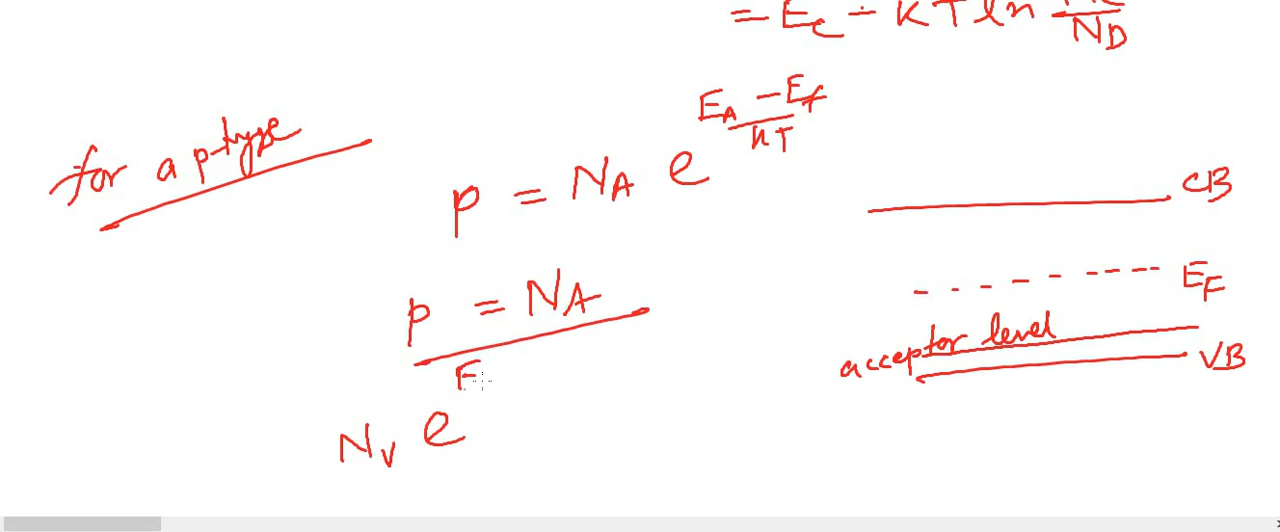 = E_C - KT ln N_C/N_D
for a p-type
p = N_A e^((E_A - E_f)/KT)
CB
E_F
p = N_A
acceptor level
VB
E
N_V e